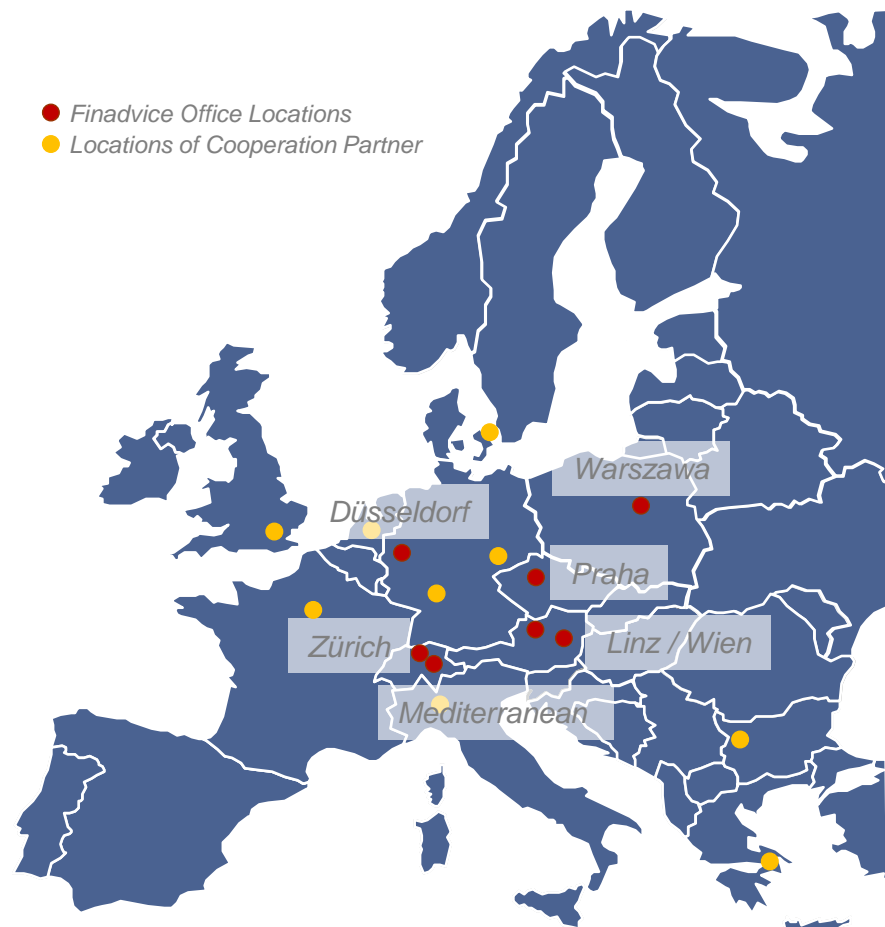 Finadvice Office Locations
Locations of Cooperation Partner
Warszawa
Düsseldorf
Praha
Zürich
Linz / Wien
Mediterranean